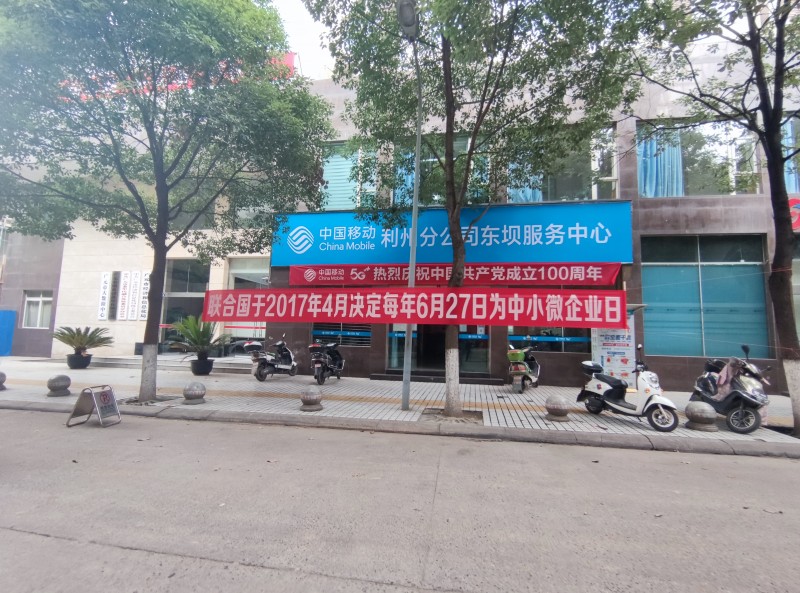 中国移动
China Mobile
利州分公司东坝服务中心
中国移动
China Mobile
5G+
热烈庆祝中国共产党成立100周年
联合国于2017年4月决定每年6月27日为中小微企业日